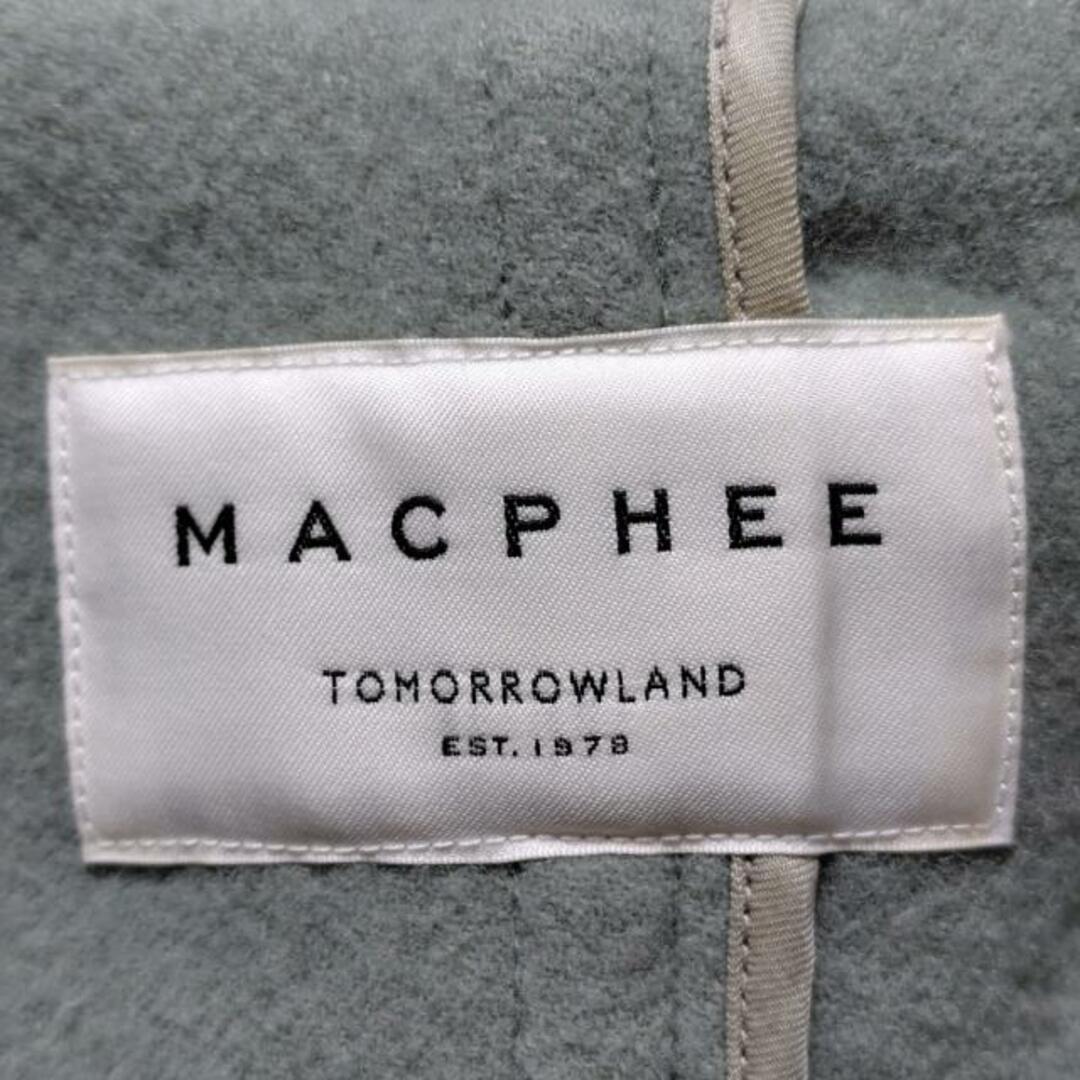 MACPHEE
TOMORROWLAND
EST. 1978